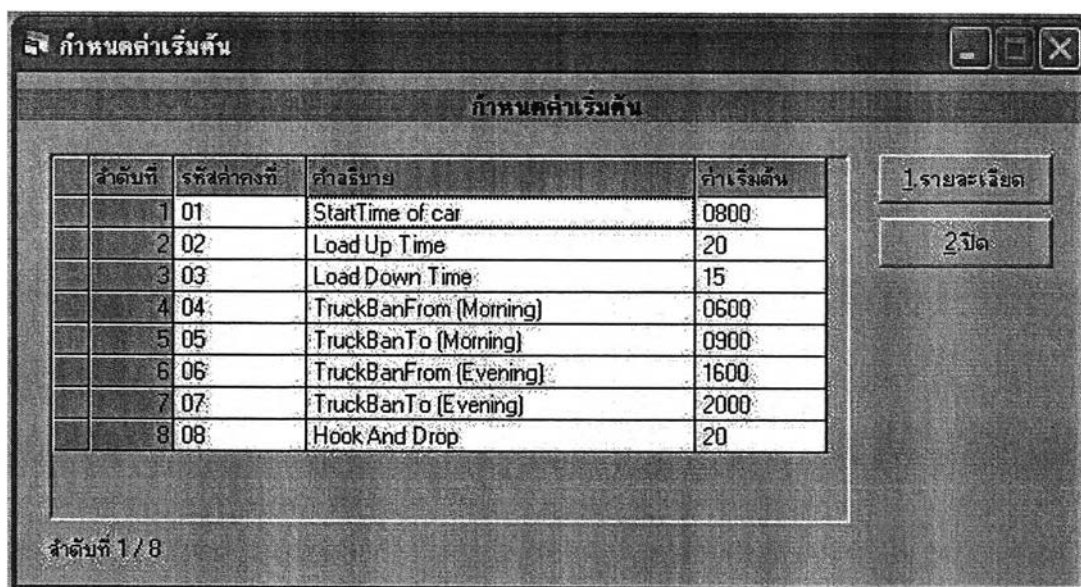 กำหนดค่าเริ่มต้น
กำหนดค่าเริ่มต้น
ลำดับที่ รหัสค่าคงที่ คำอธิบาย ค่าเริ่มต้น
1 01 StartTime of car 0800
2 02 Load Up Time 20
3 03 Load Down Time 15
4 04 TruckBanFrom (Morning) 0600
5 05 TruckBanTo (Morning) 0900
6 06 TruckBanFrom (Evening) 1600
7 07 TruckBanTo (Evening) 2000
8 08 Hook And Drop 20
1.รายละเอียด
2.ปิด
ลำดับที่ 1 / 8